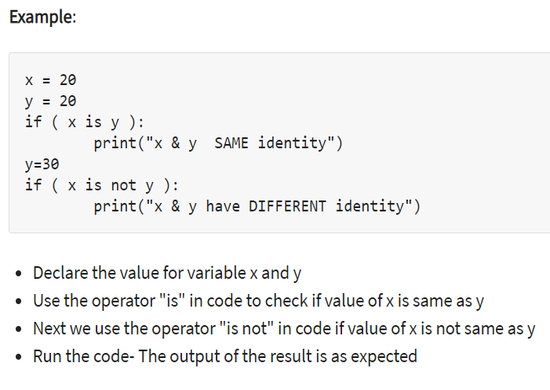 Example:
x = 20
y = 20
if ( x is y ):
        print("x & y  SAME identity")
y=30
if ( x is not y ):
        print("x & y have DIFFERENT identity")
• Declare the value for variable x and y
• Use the operator "is" in code to check if value of x is same as y
• Next we use the operator "is not" in code if value of x is not same as y
• Run the code- The output of the result is as expected